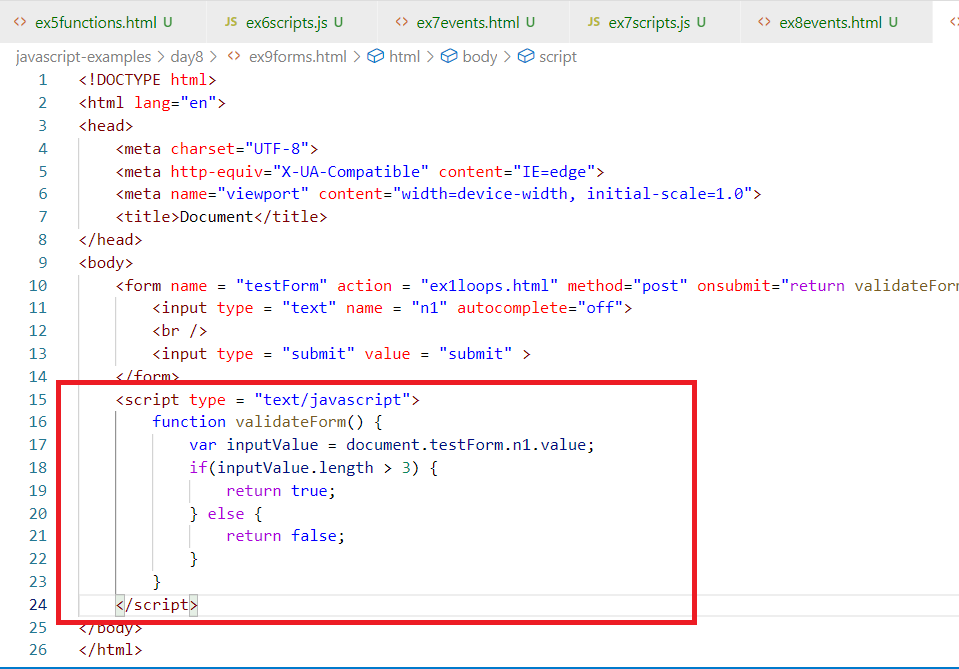 <> ex5functions.html U JS ex6scripts.js U <> ex7events.html U JS ex7scripts.js U <> ex8events.html U <>
javascript-examples > day8 > <> ex9forms.html > html > body > script
1 <!DOCTYPE html>
2 <html lang="en">
3 <head>
4 <meta charset="UTF-8">
5 <meta http-equiv="X-UA-Compatible" content="IE=edge">
6 <meta name="viewport" content="width=device-width, initial-scale=1.0">
7 <title>Document</title>
8 </head>
9 <body>
10 <form name = "testForm" action = "ex1loops.html" method="post" onsubmit="return validateForm
11 <input type = "text" name = "n1" autocomplete="off">
12 <br />
13 <input type = "submit" value = "submit" >
14 </form>
15 <script type = "text/javascript">
16 function validateForm() {
17 var inputValue = document.testForm.n1.value;
18 if(inputValue.length > 3) {
19 return true;
20 } else {
21 return false;
22 }
23 }
24 </script>
25 </body>
26 </html>